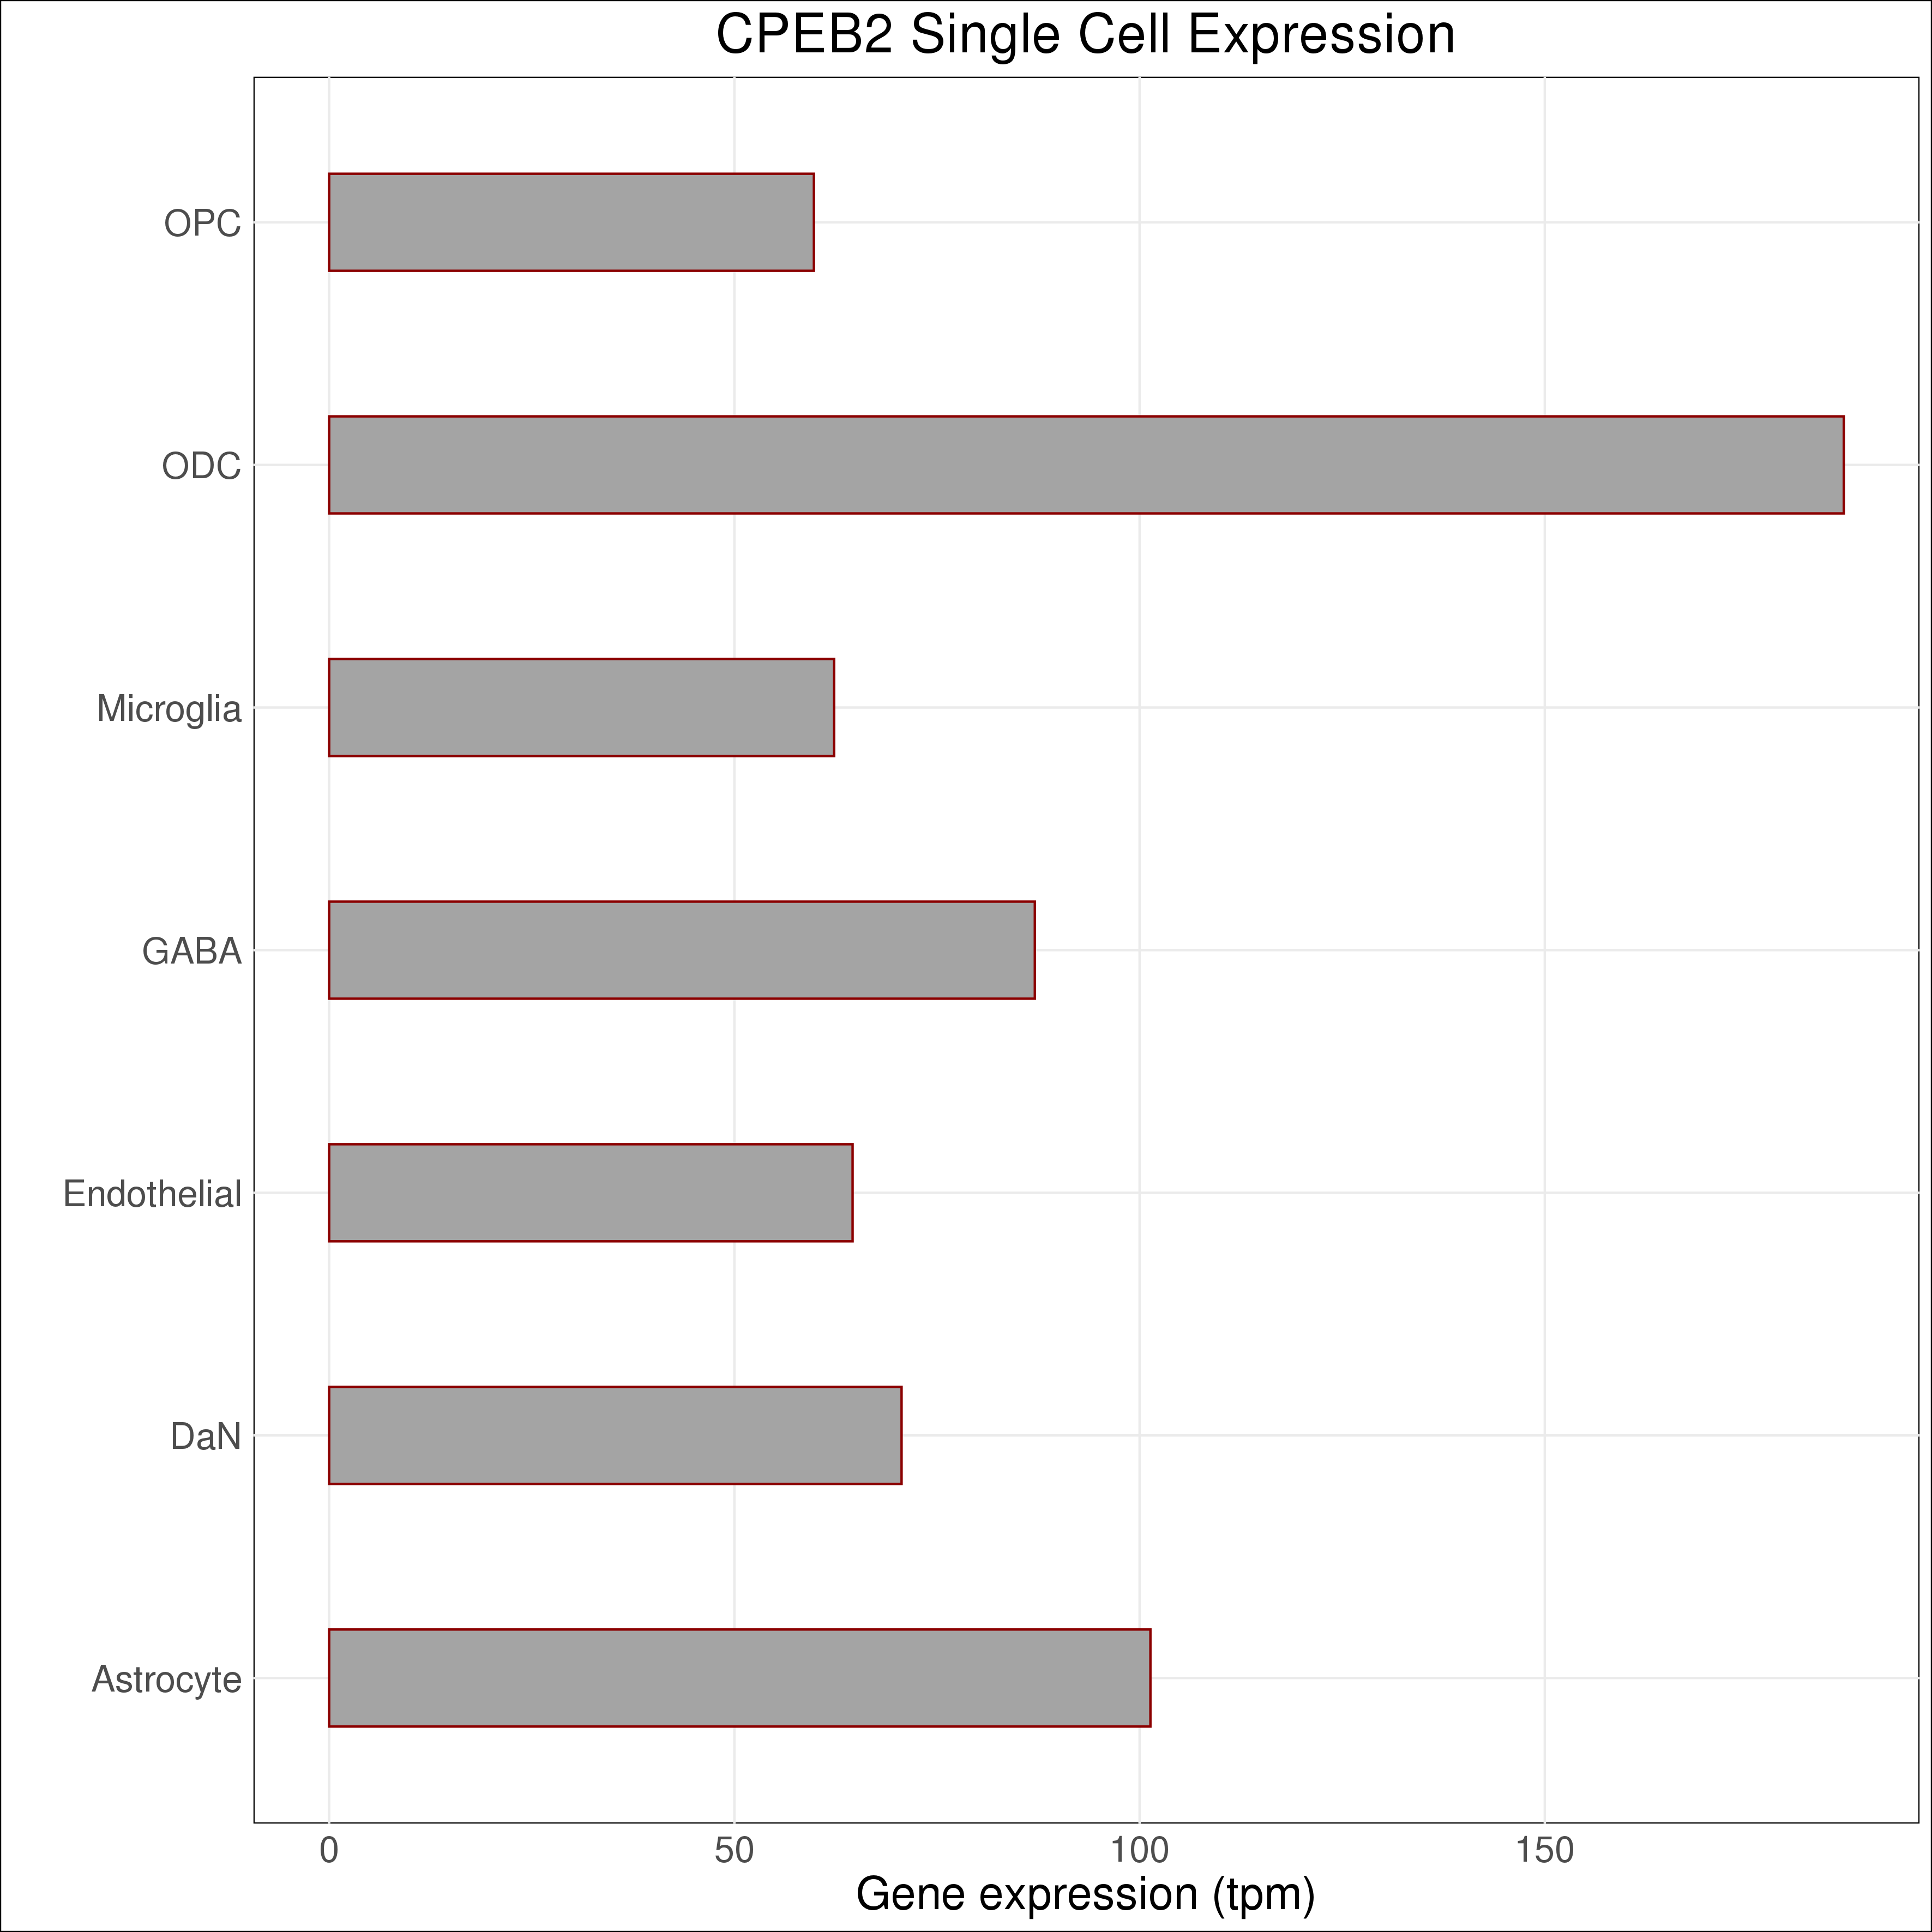 CPEB2 Single Cell Expression
OPC
ODC
Microglia
GABA
Endothelial
DaN
Astrocyte
0 50 100 150
Gene expression (tpm)